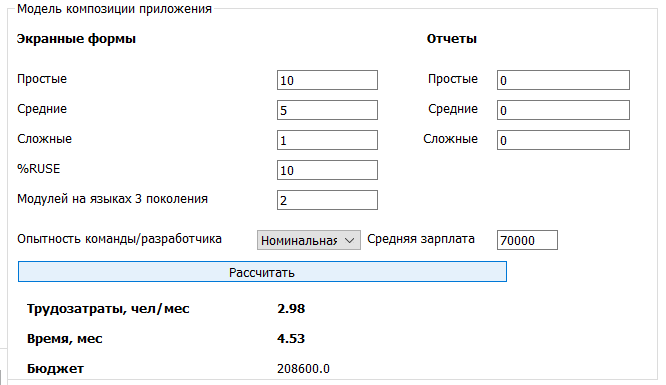 Модель композиции приложения
Экранные формы Отчеты
Простые 10 Простые 0
Средние 5 Средние 0
Сложные 1 Сложные 0
%RUSE 10
Модулей на языках 3 поколения 2
Опытность команды/разработчика Номинальная Средняя зарплата 70000
Рассчитать
Трудозатраты, чел/мес 2.98
Время, мес 4.53
Бюджет 208600.0